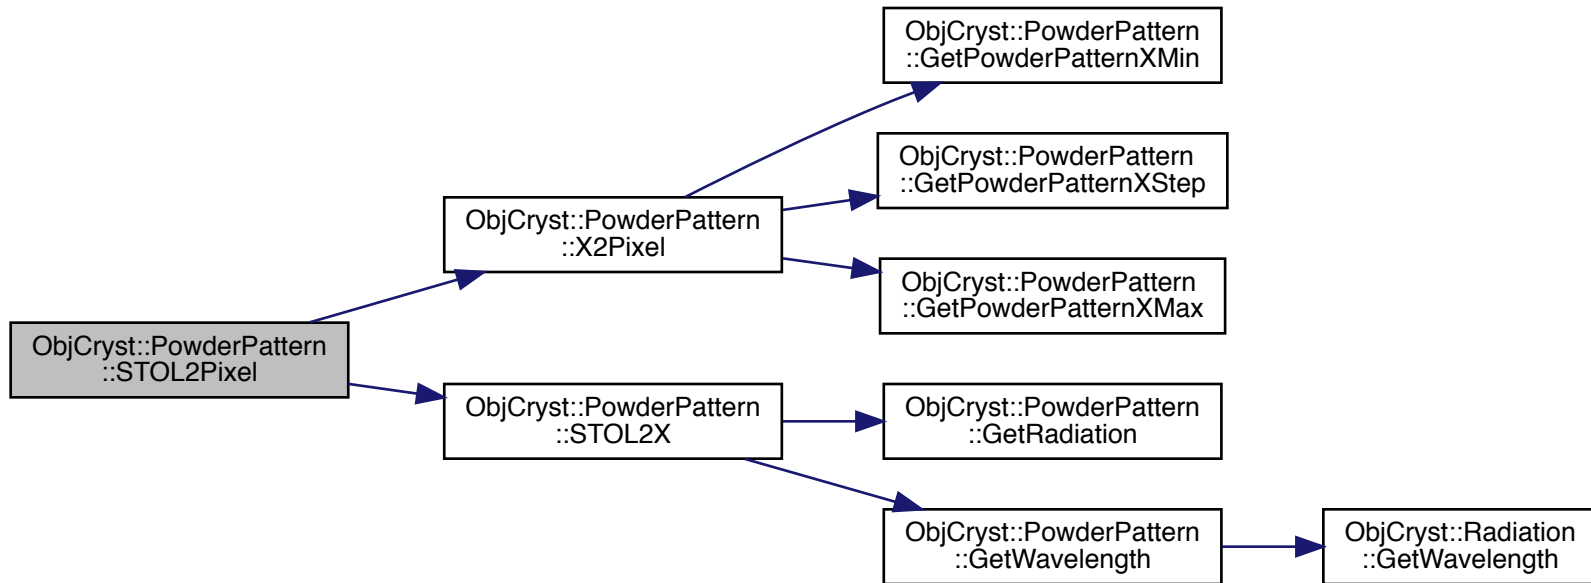 ObjCryst::PowderPattern
::GetPowderPatternXMin
ObjCryst::PowderPattern
::GetPowderPatternXStep
ObjCryst::PowderPattern
::X2Pixel
ObjCryst::PowderPattern
::GetPowderPatternXMax
ObjCryst::PowderPattern
::STOL2Pixel
ObjCryst::PowderPattern
::STOL2X
ObjCryst::PowderPattern
::GetRadiation
ObjCryst::PowderPattern
::GetWavelength
ObjCryst::Radiation
::GetWavelength